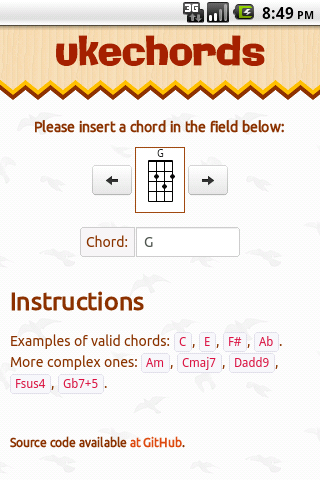 3G 8:49 PM
ukechords
Please insert a chord in the field below:
G
Chord: G
Instructions
Examples of valid chords: C, E, F#, Ab.
More complex ones: Am, Cmaj7, Dadd9,
Fsus4, Gb7+5.
Source code available at GitHub.